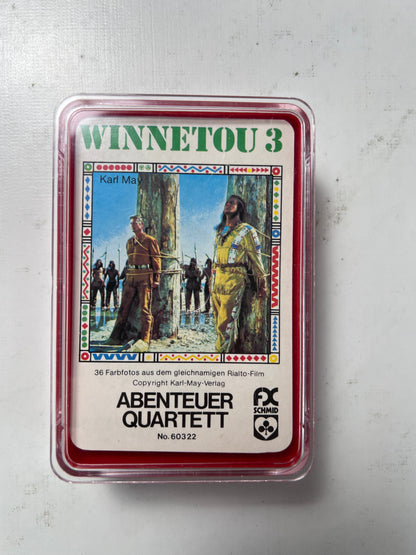 WINNETOU 3
Karl May
36 Farbfotos aus dem gleichnamigen Rialto-Film
Copyright Karl-May-Verlag
ABENTEUER
QUARTETT
No. 60322
FX
SCHMID